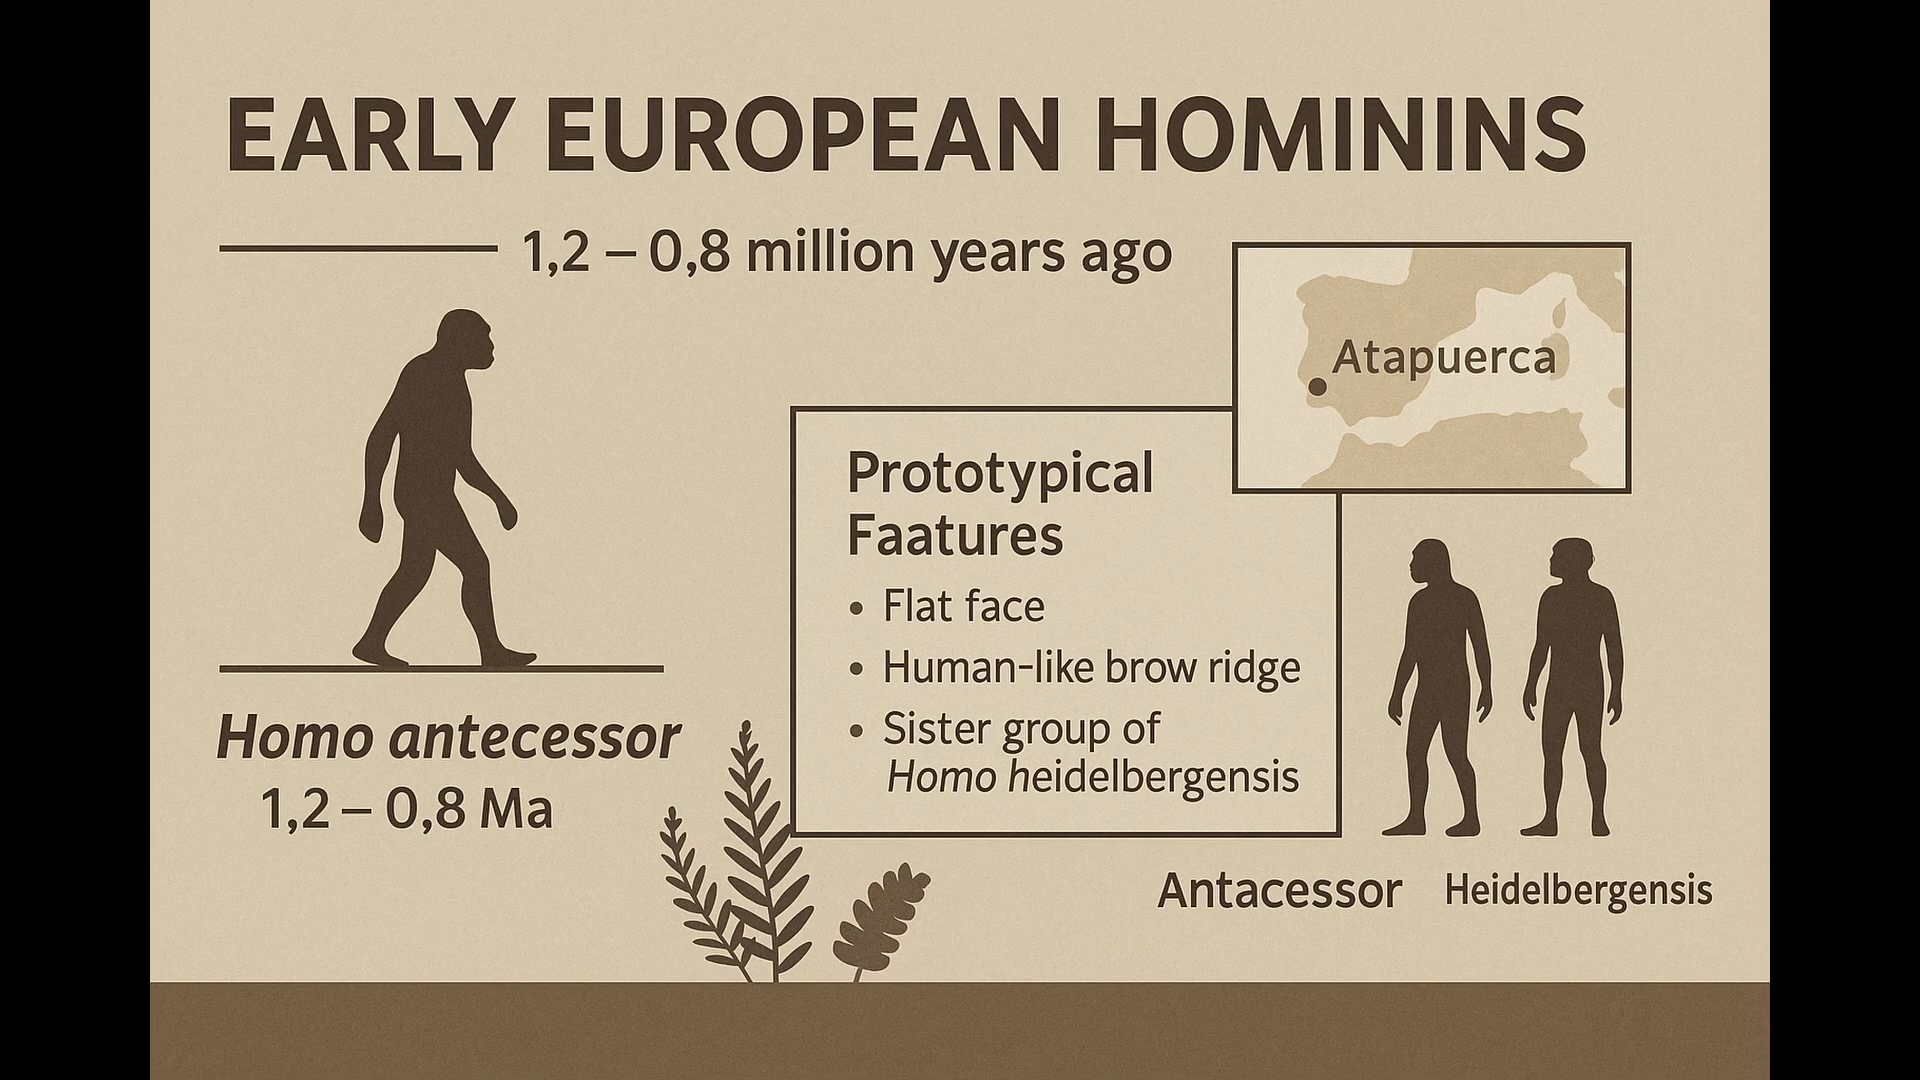 EARLY EUROPEAN HOMININS
1,2 – 0,8 million years ago
Atapuerca
Prototypical
Faatures
• Flat face
• Human-like brow ridge
• Sister group of
Homo heidelbergensis
Homo antecessor
1,2 – 0,8 Ma
Antacessor
Heidelbergensis